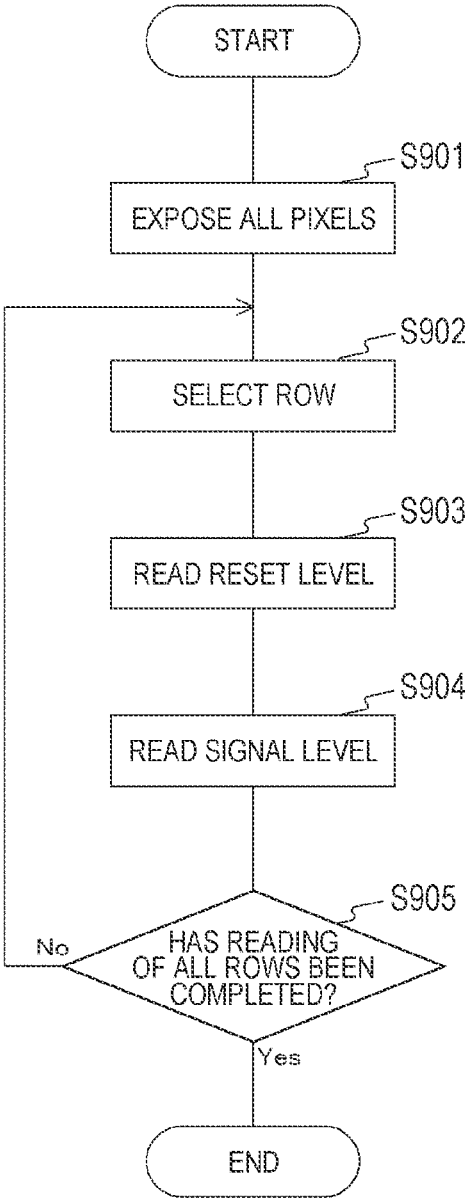 START
S901
EXPOSE ALL PIXELS
S902
SELECT ROW
S903
READ RESET LEVEL
S904
READ SIGNAL LEVEL
S905
HAS READING
OF ALL ROWS BEEN
COMPLETED?
No
Yes
END